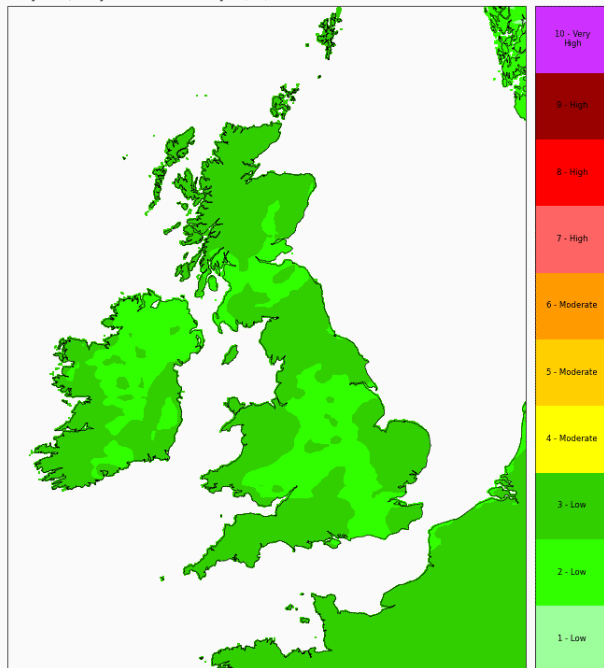 10 - Very
High
9 - High
8 - High
7 - High
6 - Moderate
5 - Moderate
4 - Moderate
3 - Low
2 - Low
1 - Low